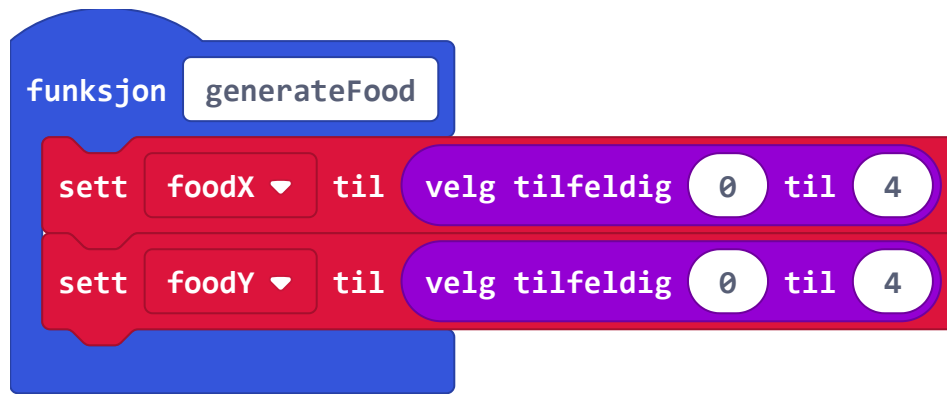 funksjon generateFood
sett foodX til velg tilfeldig 0 til 4
sett foodY til velg tilfeldig 0 til 4